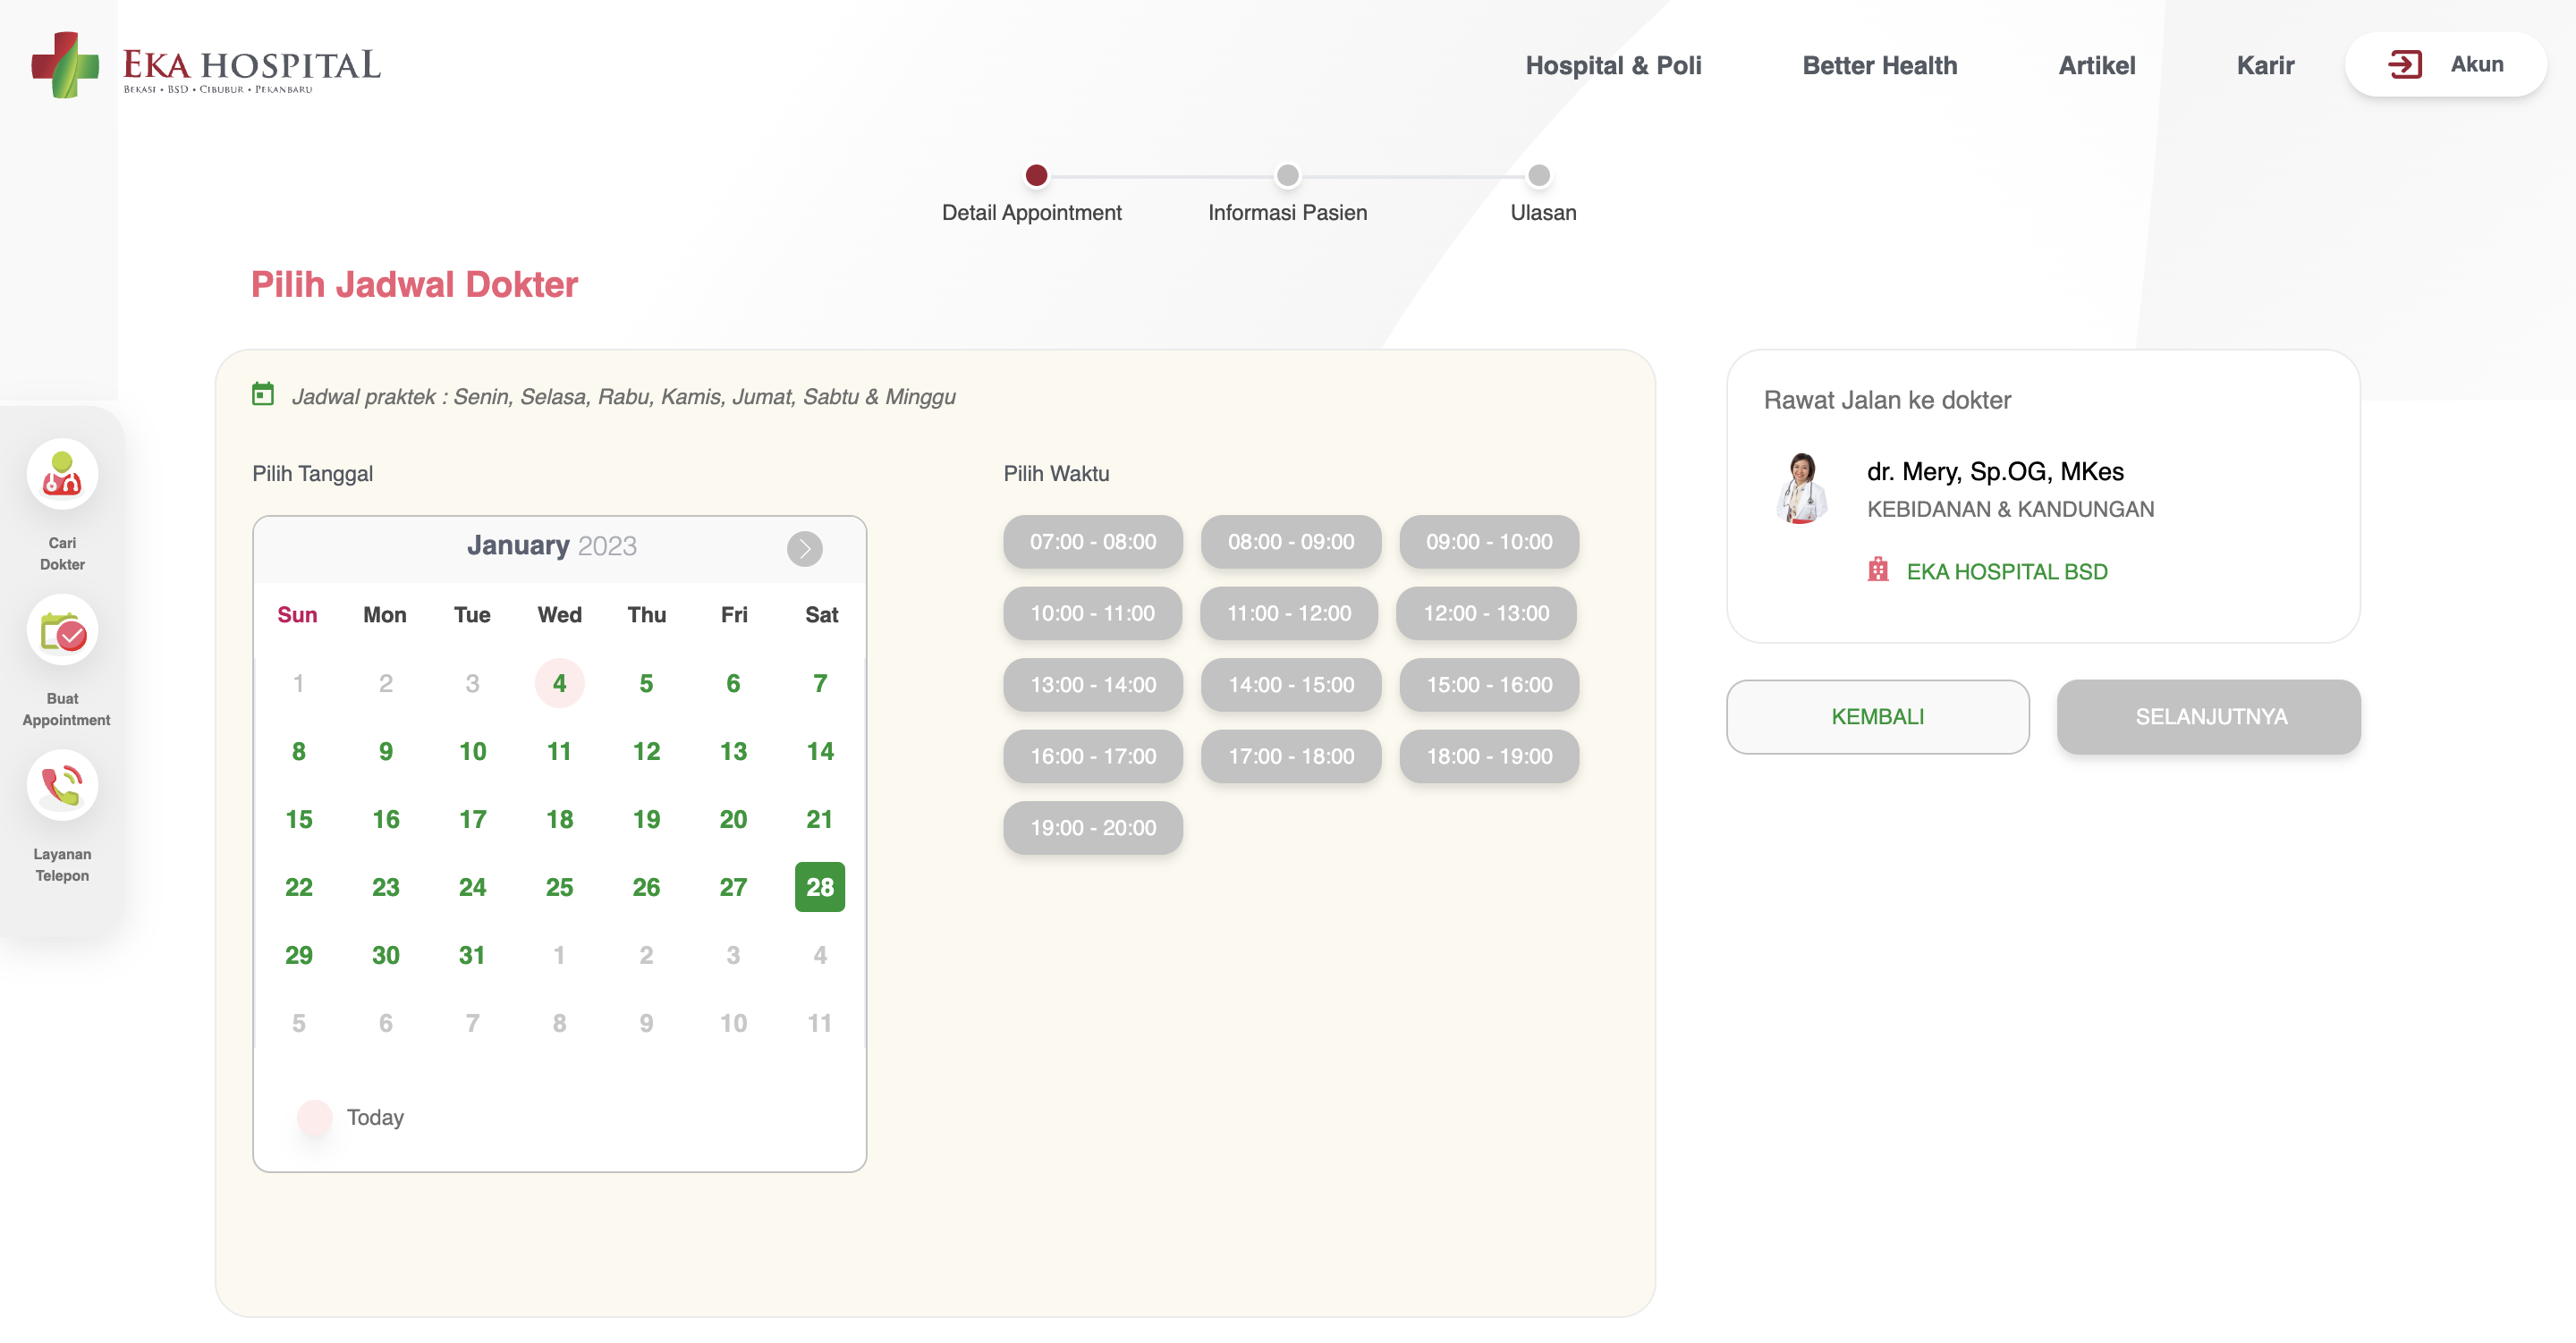 EKA HOSPITAL
BEKASI • BSD • CIBUBUR • PEKANBARU
Hospital & Poli
Better Health
Artikel
Karir
Akun
Detail Appointment
Informasi Pasien
Ulasan
Pilih Jadwal Dokter
Jadwal praktek : Senin, Selasa, Rabu, Kamis, Jumat, Sabtu & Minggu
Cari
Dokter
Buat
Appointment
Layanan
Telepon
Pilih Tanggal
January 2023
Sun Mon Tue Wed Thu Fri Sat
1 2 3 4 5 6 7
8 9 10 11 12 13 14
15 16 17 18 19 20 21
22 23 24 25 26 27 28
29 30 31 1 2 3 4
5 6 7 8 9 10 11
Today
Pilih Waktu
07:00 - 08:00 08:00 - 09:00 09:00 - 10:00
10:00 - 11:00 11:00 - 12:00 12:00 - 13:00
13:00 - 14:00 14:00 - 15:00 15:00 - 16:00
16:00 - 17:00 17:00 - 18:00 18:00 - 19:00
19:00 - 20:00
Rawat Jalan ke dokter
dr. Mery, Sp.OG, MKes
KEBIDANAN & KANDUNGAN
EKA HOSPITAL BSD
KEMBALI
SELANJUTNYA